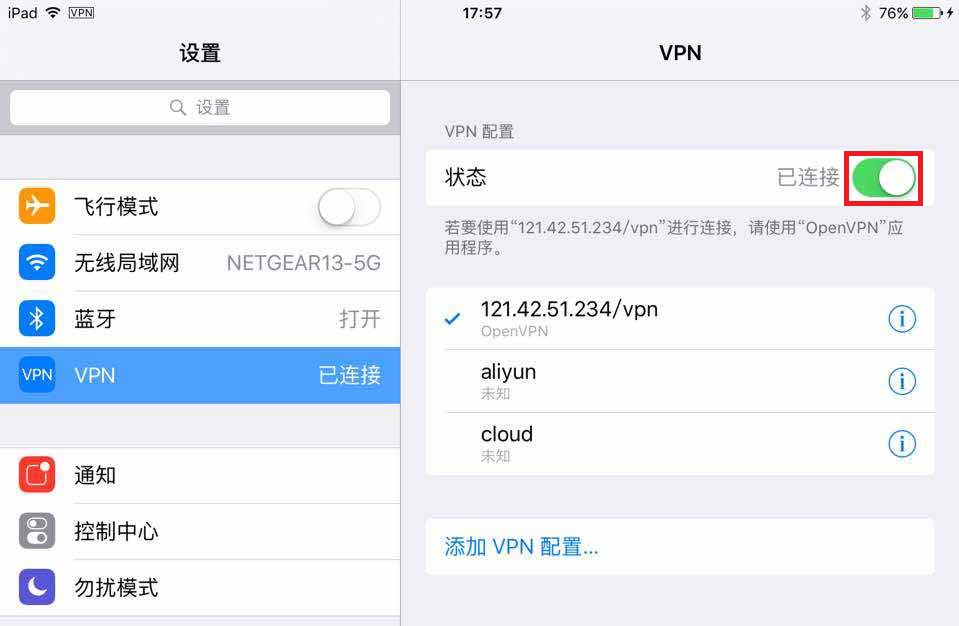 iPad VPN 17:57 76%
设置
设置
飞行模式
无线局域网 NETGEAR13-5G
蓝牙 打开
VPN VPN 已连接
通知
控制中心
勿扰模式
VPN
VPN 配置
状态 已连接
若要使用“121.42.51.234/vpn”进行连接，请使用“OpenVPN”应
用程序。
121.42.51.234/vpn
OpenVPN
aliyun
未知
cloud
未知
添加 VPN 配置...